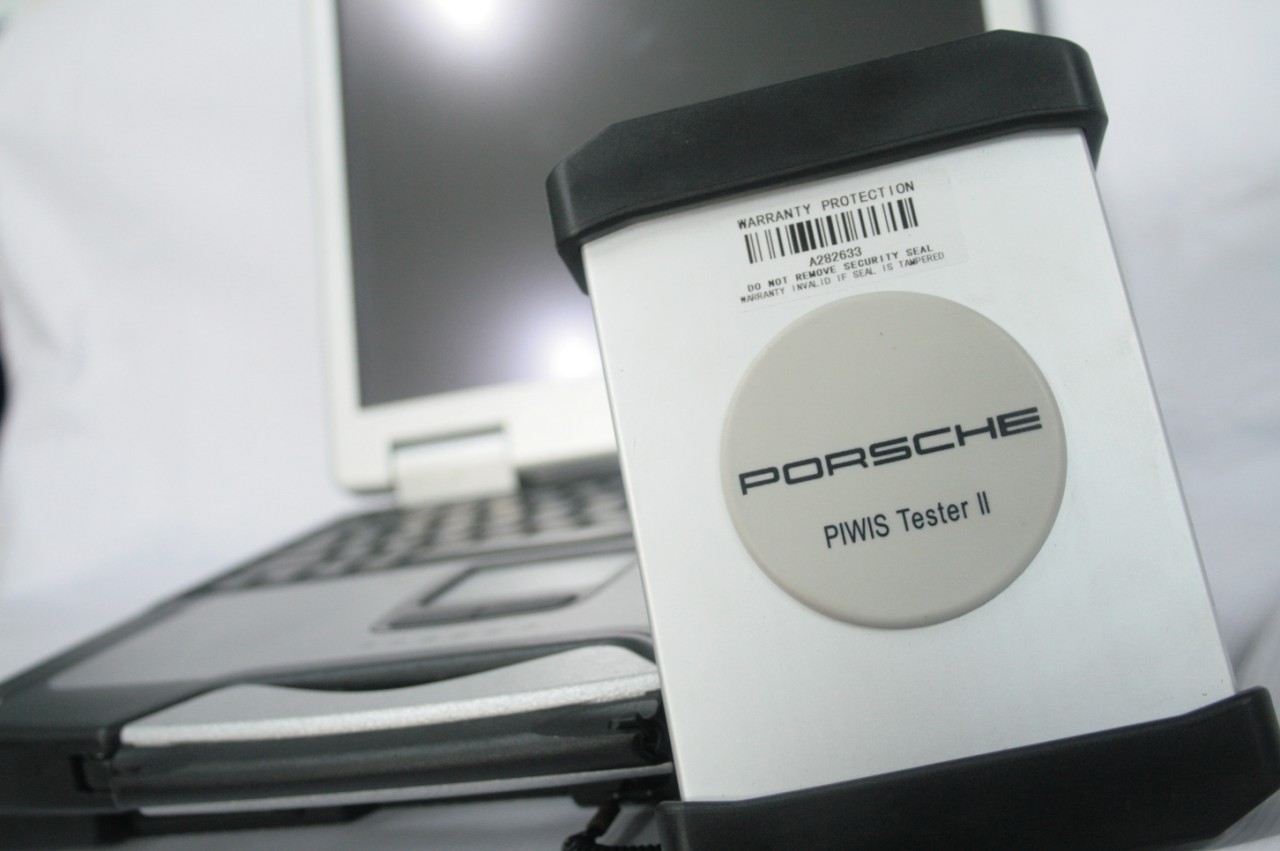 WARRANTY PROTECTION
A282633
DO NOT REMOVE SECURITY SEAL
WARRANTY INVALID IF SEAL IS TAMPERED
PORSCHE
PIWIS Tester II